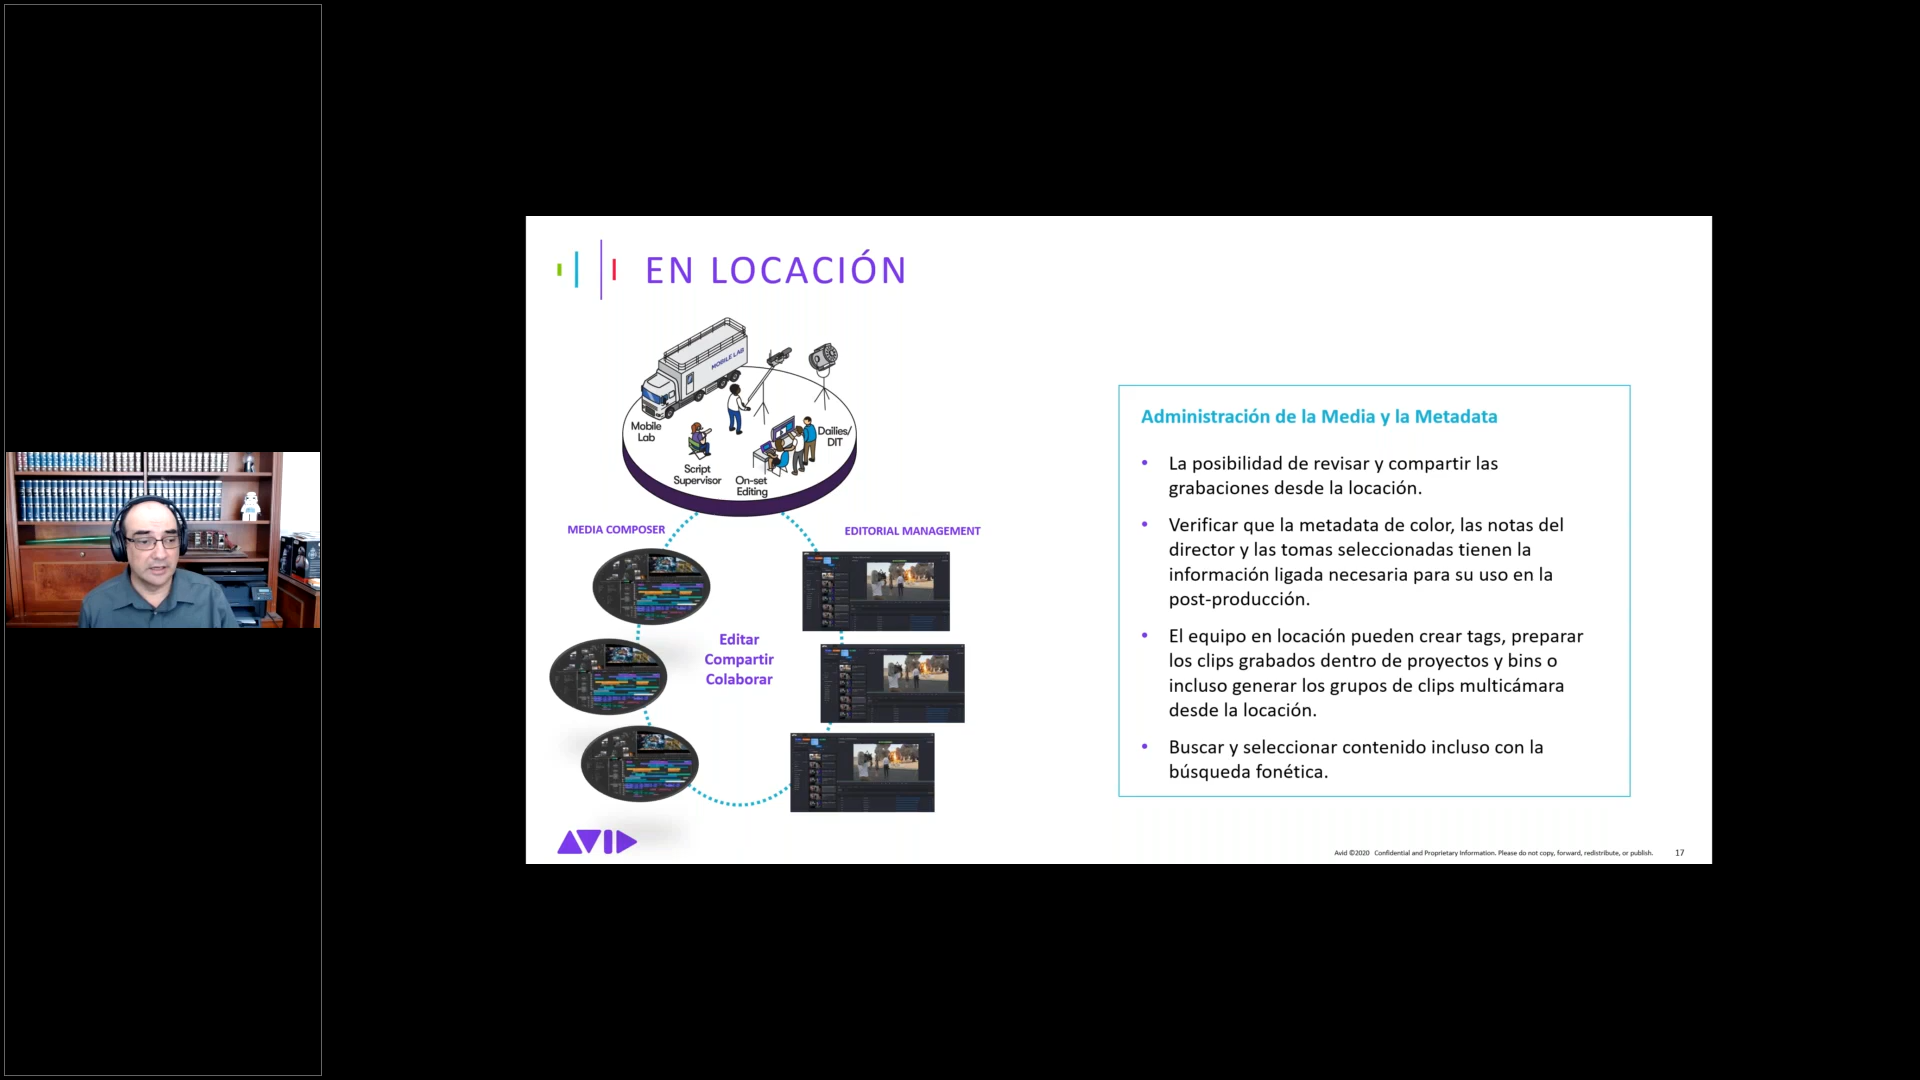 EN LOCACIÓN
MOBILE LAB
Mobile
Lab
Script
Supervisor
On-set
Editing
Dailies/
DIT
MEDIA COMPOSER
EDITORIAL MANAGEMENT
Editar
Compartir
Colaborar
Administración de la Media y la Metadata
• La posibilidad de revisar y compartir las
grabaciones desde la locación.
• Verificar que la metadata de color, las notas del
director y las tomas seleccionadas tienen la
información ligada necesaria para su uso en la
post-producción.
• El equipo en locación pueden crear tags, preparar
los clips grabados dentro de proyectos y bins o
incluso generar los grupos de clips multicámara
desde la locación.
• Buscar y seleccionar contenido incluso con la
búsqueda fonética.
AVID
Avid ©2020 Confidential and Proprietary Information. Please do not copy, forward, redistribute, or publish.
17